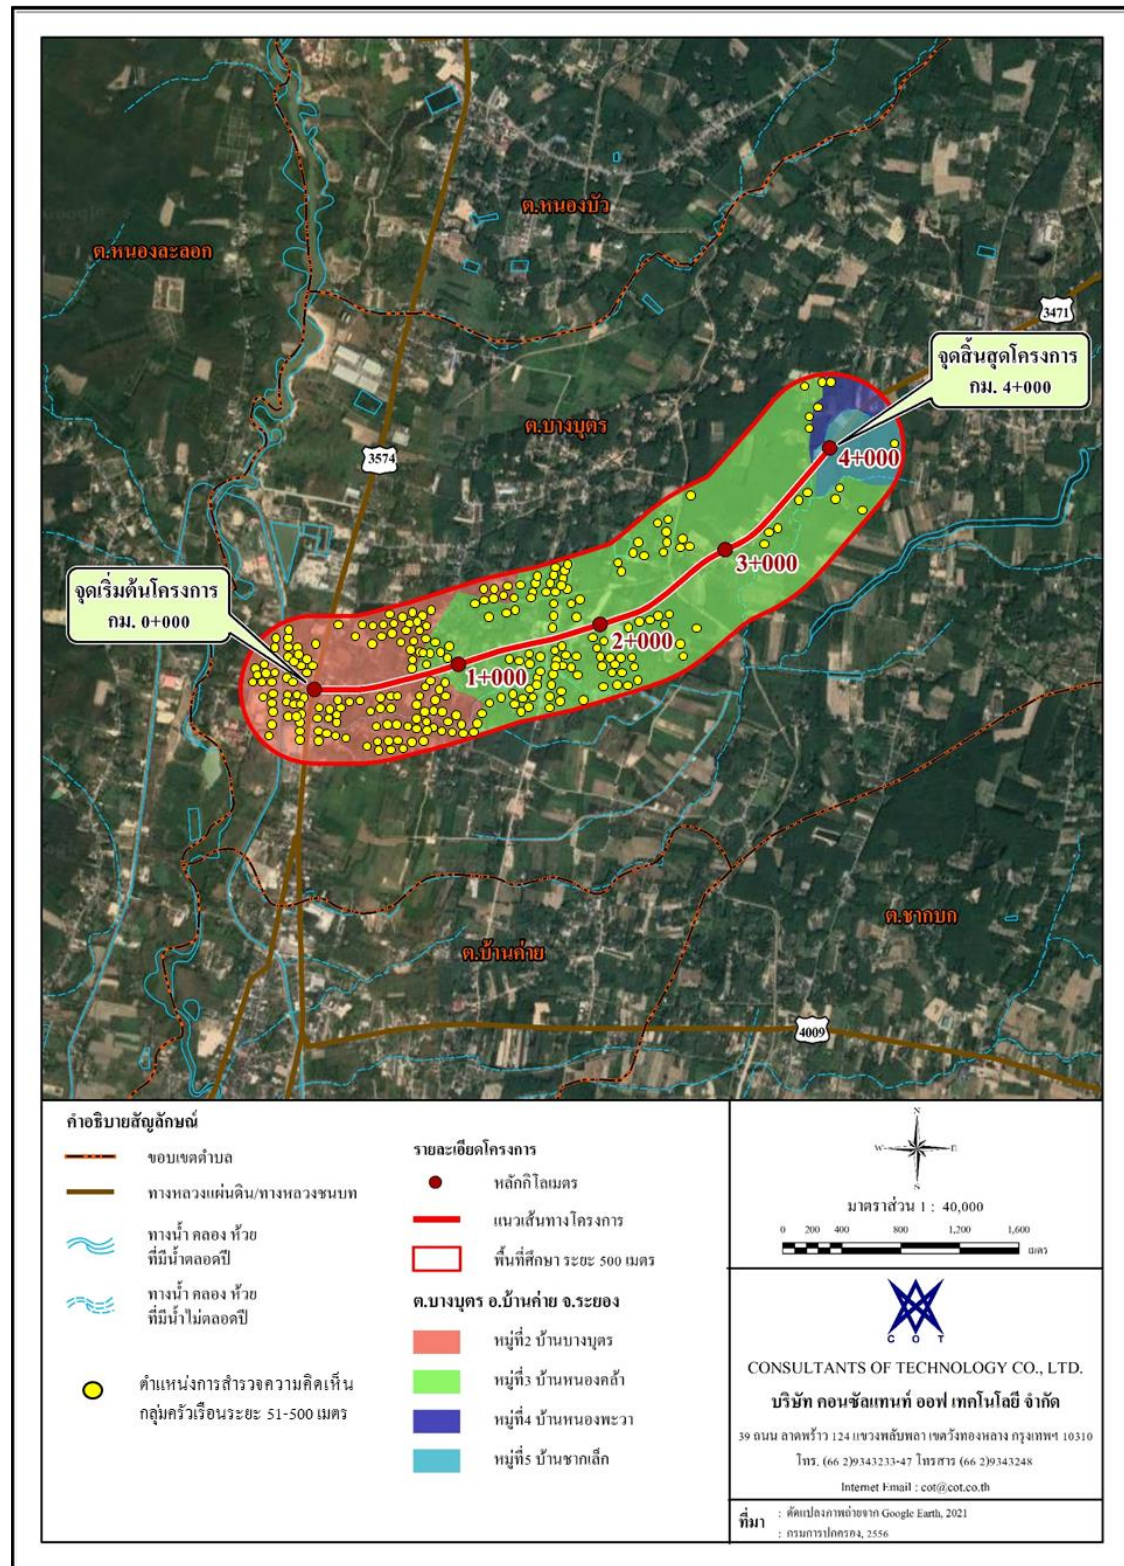 ต.หนองบัว
ต.หนองละลอก
3471
จุดสิ้นสุดโครงการ
กม. 4+000
ต.บางบุตร
3574
4+000
3+000
จุดเริ่มต้นโครงการ
กม. 0+000
2+000
1+000
ต.ชากบก
ต.บ้านค่าย
4009
คำอธิบายสัญลักษณ์
ขอบเขตตำบล
ทางหลวงแผ่นดิน/ทางหลวงชนบท
ทางน้ำ คลอง ห้วย
ที่มีน้ำตลอดปี
ทางน้ำ คลอง ห้วย
ที่มีน้ำไม่ตลอดปี
ตำแหน่งการสำรวจความคิดเห็น
กลุ่มครัวเรือนระยะ 51-500 เมตร
รายละเอียดโครงการ
หลักกิโลเมตร
แนวเส้นทางโครงการ
พื้นที่ศึกษา ระยะ 500 เมตร
ต.บางบุตร อ.บ้านค่าย จ.ระยอง
หมู่ที่2 บ้านบางบุตร
หมู่ที่3 บ้านหนองคล้า
หมู่ที่4 บ้านหนองพะวา
หมู่ที่5 บ้านชากเล็ก
N
W E
S
มาตราส่วน 1 : 40,000
0 200 400 800 1,200 1,600
เมตร
C O T
CONSULTANTS OF TECHNOLOGY CO., LTD.
บริษัท คอนซัลแทนท์ ออฟ เทคโนโลยี จำกัด
39 ถนน ลาดพร้าว 124 แขวงพลับพลา เขตวังทองหลาง กรุงเทพฯ 10310
โทร. (66 2)9343233-47 โทรสาร (66 2)9343248
Internet Email : cot@cot.co.th
ที่มา : ดัดแปลงภาพถ่ายจาก Google Earth, 2021
: กรมการปกครอง, 2556